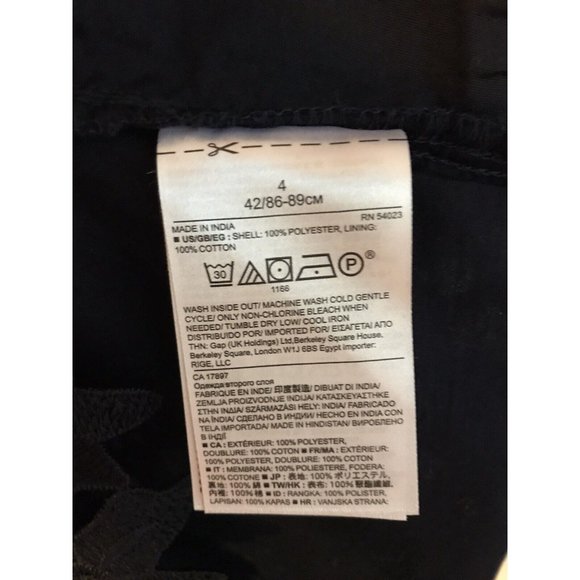 4
42/86-89CM
RN 54023
MADE IN INDIA
■ US/GB/EG : SHELL: 100% POLYESTER, LINING:
100% COTTON
30
P
1166
WASH INSIDE OUT/ MACHINE WASH COLD GENTLE
CYCLE/ ONLY NON-CHLORINE BLEACH WHEN
NEEDED/ TUMBLE DRY LOW/ COOL IRON
DISTRIBUIDO POR/ IMPORTED FOR/ ΕΙΣΑΓΕΤΑΙ ΑΠΟ
ΤΗΝ: Gap (UK Holdings) Ltd,Berkeley Square House,
Berkeley Square, London W1J 6BS Egypt importer:
RIGE, LLC
CA 17897
Одежда второго слоя
FABRIQUE EN INDE/ 印度製造/ DIBUAT DI INDIA/
ZEMLJA PROIZVODNJE INDIJA/ ΚΑΤΑΣΚΕΥΑΣΤΗΚΕ
ΣΤΗΝ ΙΝΔΙΑ/ SZÁRMAZÁSI HELY: INDIA/ FABRICADO
NA ÍNDIA/ СДЕЛАНО В ИНДИИ/ HECHO EN INDIA/
TELA IMPORTADA/ MADE IN HINDISTAN/ ВИРОБЛЕНО
В ІНДІЇ
■ CA : EXTÉRIEUR: 100% POLYESTER,
DOUBLURE: 100% COTON ■ FR/MA : EXTÉRIEUR:
100% POLYESTER, DOUBLURE: 100% COTON
■ IT : MEMBRANA: 100% POLIESTERE, FODERA:
100% COTONE ■ JP : 表地: 100% ポリエステル,
裏地: 100% 綿 ■ TW/HK : 表布: 100% 聚酯纖維,
內裡: 100% 棉 ■ ID : RANGKA: 100% POLISTER,
LAPISAN: 100% KATUN ■ HR : VANJSKA STRANA: